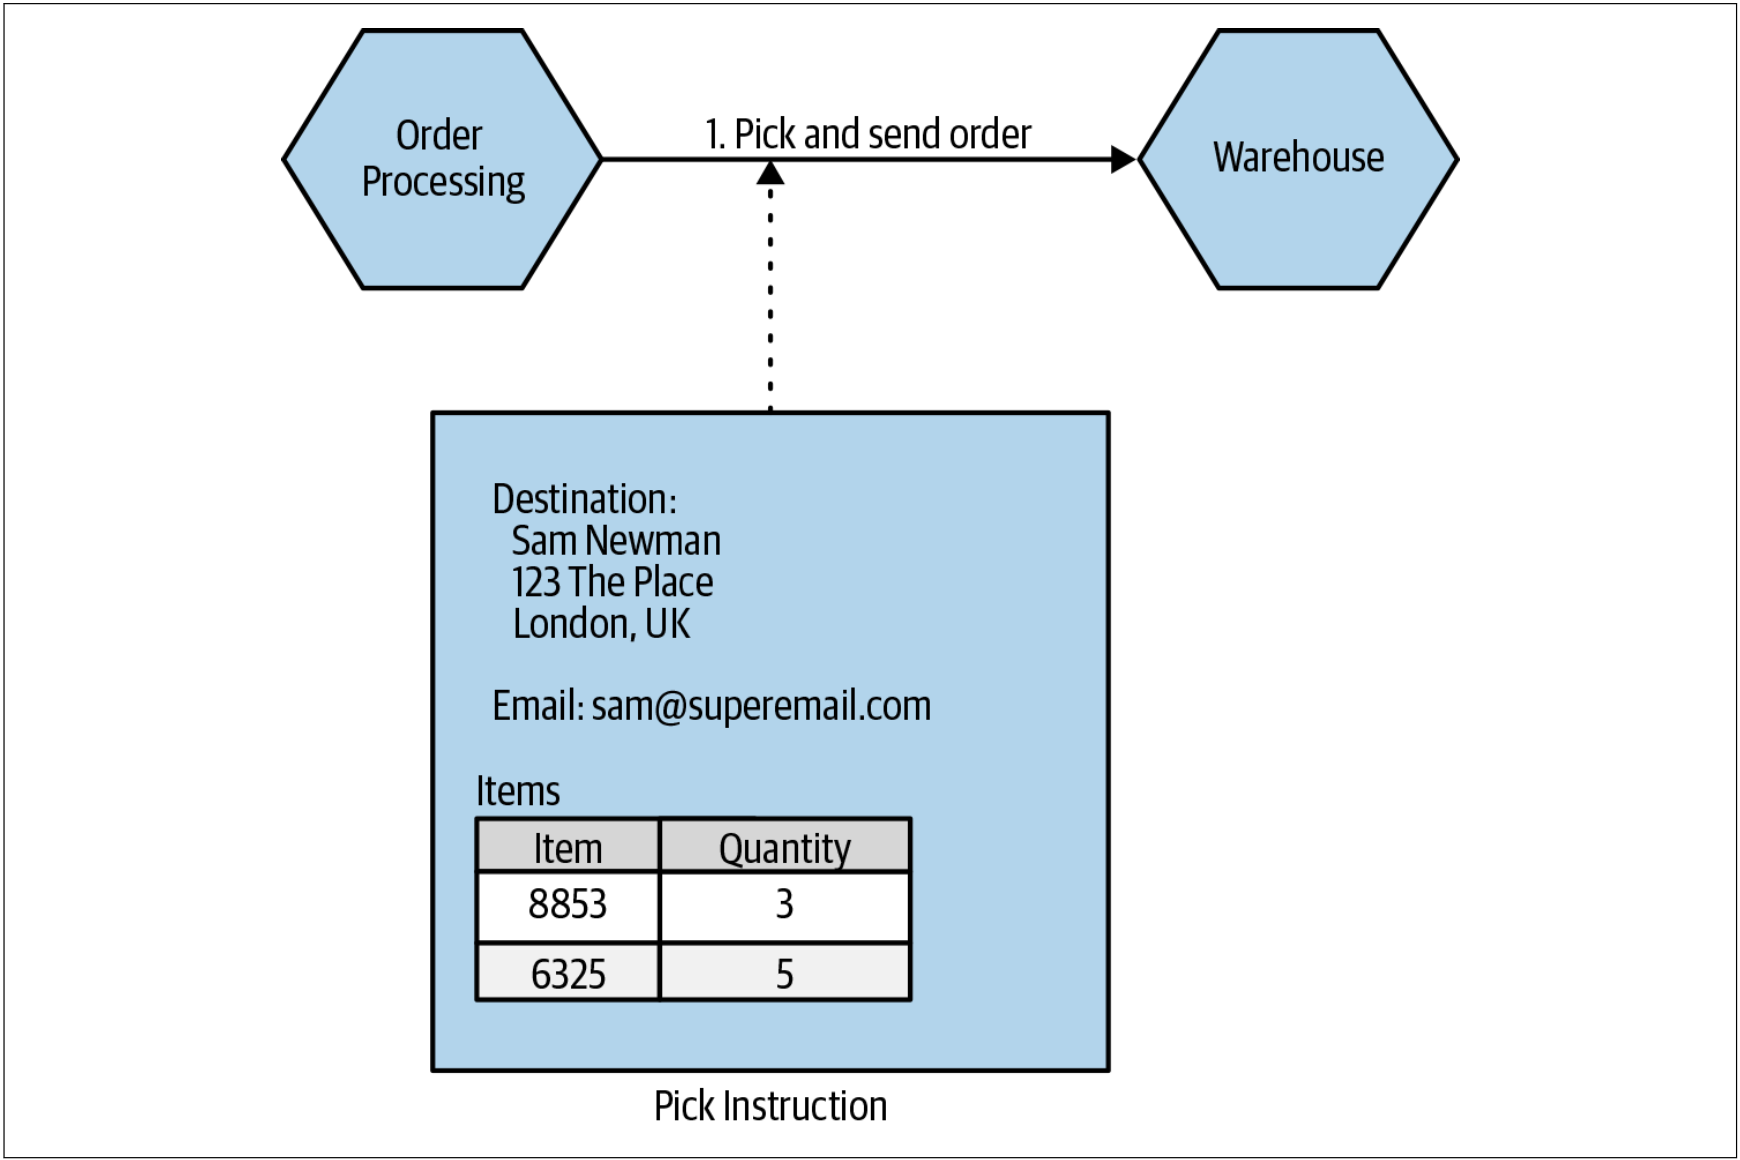 Order
Processing
1. Pick and send order
Warehouse
Destination:
Sam Newman
123 The Place
London, UK
Email: sam@superemail.com
Items
Item Quantity
8853 3
6325 5
Pick Instruction